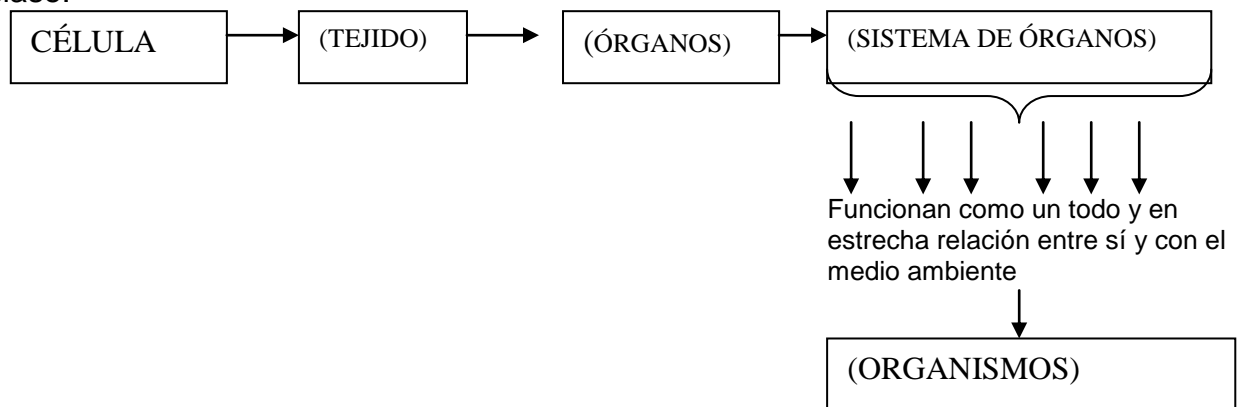 CÉLULA
(TEJIDO)
(ÓRGANOS)
(SISTEMA DE ÓRGANOS)
Funcionan como un todo y en
estrecha relación entre sí y con el
medio ambiente
(ORGANISMOS)